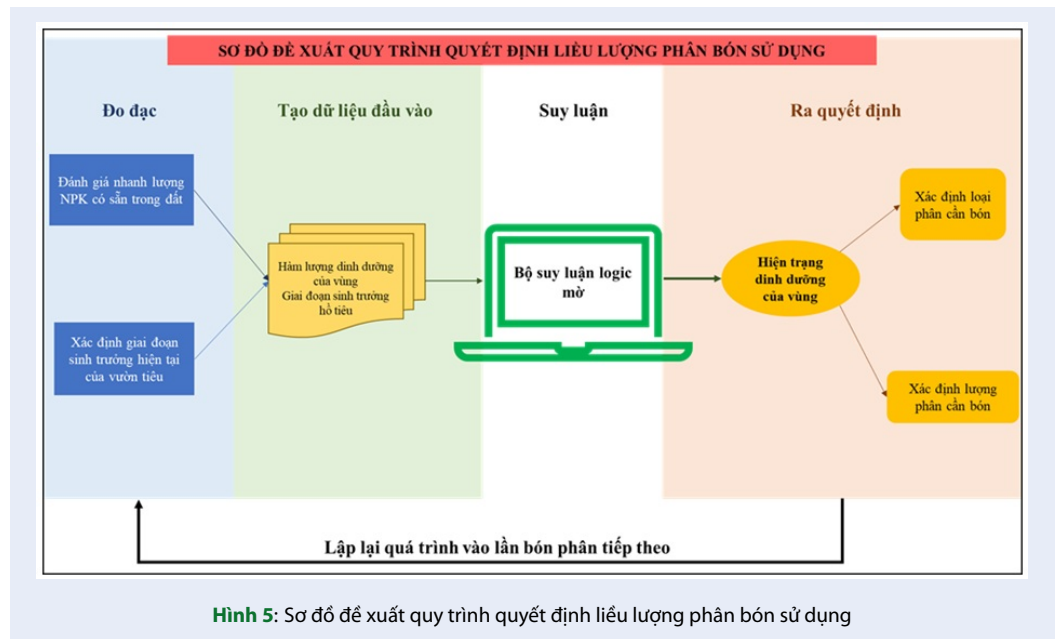 SƠ ĐỒ ĐỀ XUẤT QUY TRÌNH QUYẾT ĐỊNH LIỀU LƯỢNG PHÂN BÓN SỬ DỤNG
Đo đạc
Tạo dữ liệu đầu vào
Suy luận
Ra quyết định
Đánh giá nhanh lượng
NPK có sẵn trong đất
Xác định giai đoạn
sinh trưởng hiện tại
của vườn tiêu
Hàm lượng dinh dưỡng
của vùng
Giai đoạn sinh trưởng
hồ tiêu
Bộ suy luận logic
mờ
Hiện trạng
dinh dưỡng
của vùng
Xác định loại
phân cần bón
Xác định lượng
phân cần bón
Lập lại quá trình vào lần bón phân tiếp theo
Hình 5: Sơ đồ đề xuất quy trình quyết định liều lượng phân bón sử dụng